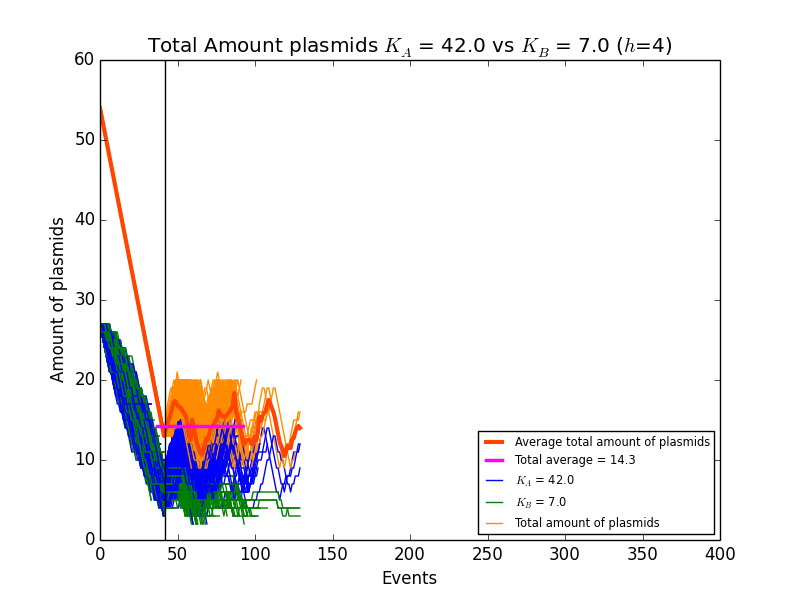 Total Amount plasmids K_A = 42.0 vs K_B = 7.0 (h=4)
60
50
40
30
20
10
0
Amount of plasmids
Average total amount of plasmids
Total average = 14.3
K_A = 42.0
K_B = 7.0
Total amount of plasmids
0 50 100 150 200 250 300 350 400
Events